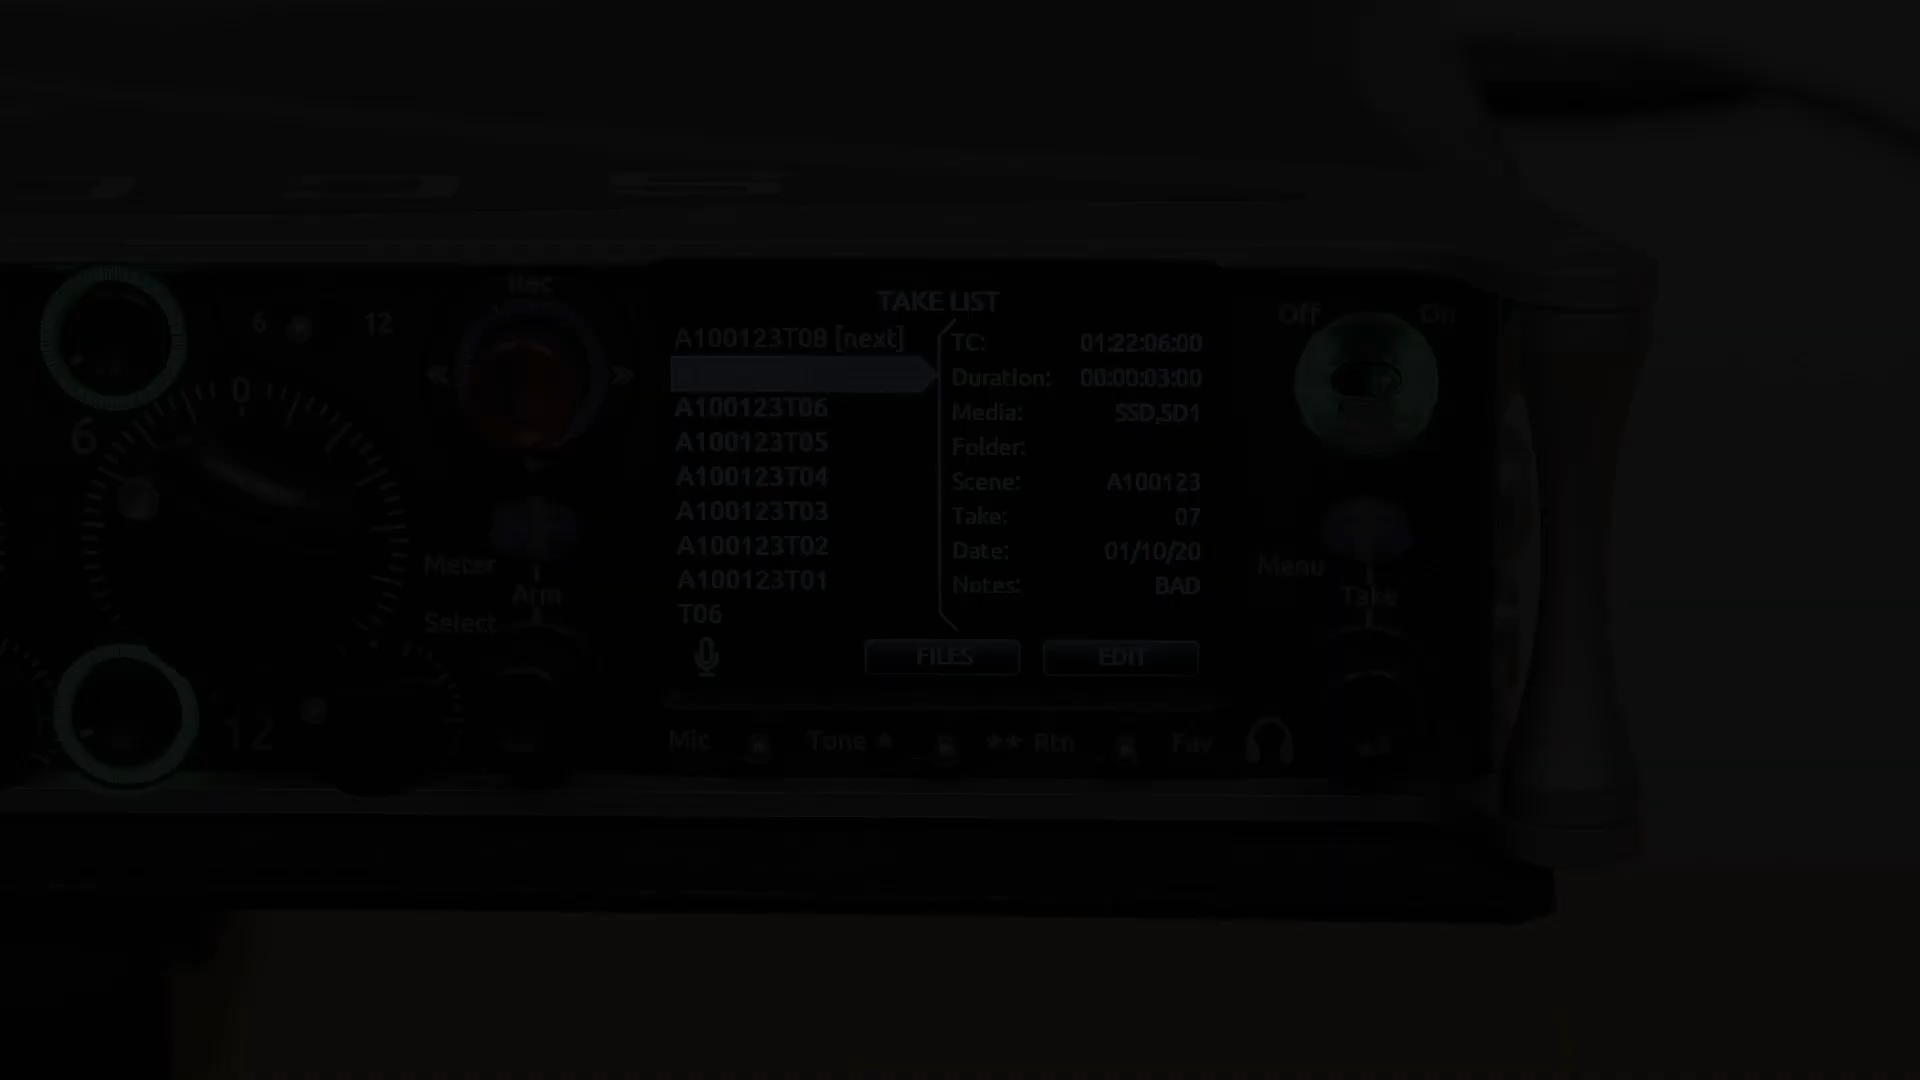 Rec
6 12
0
6
Meter
Arm
Select
12
TAKE LIST
A100123T08 [next]
A100123T06
A100123T05
A100123T04
A100123T03
A100123T02
A100123T01
T06
TC: 01:22:06:00
Duration: 00:00:03:00
Media: SSD,SD1
Folder:
Scene: A100123
Take: 07
Date: 01/10/20
Notes: BAD
FILES EDIT
Mic Tone * ** Rtn Fav
Off On
Menu
Take